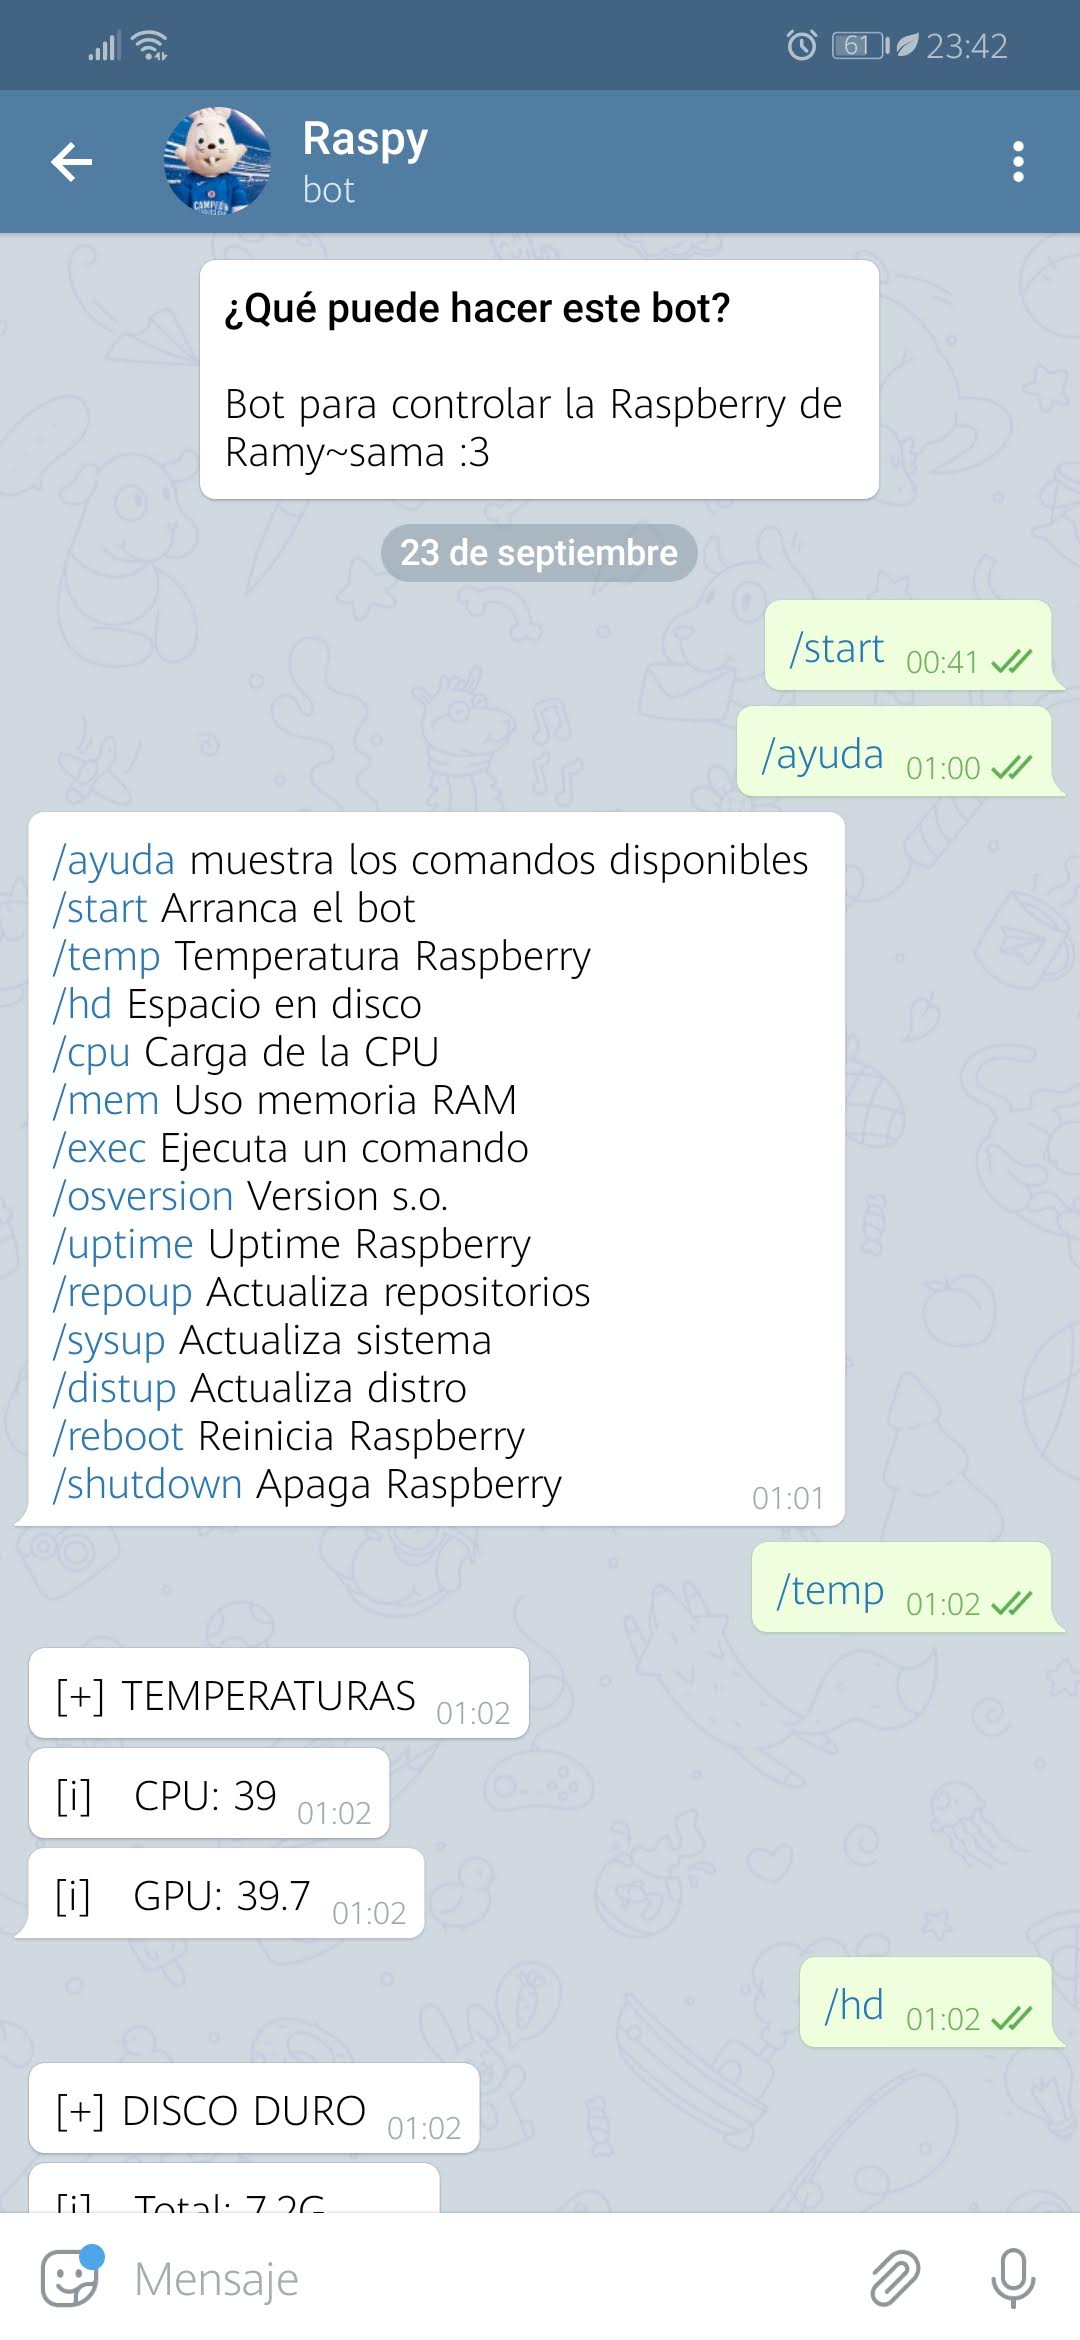 61 23:42
Raspy
bot
CAMPEÓN
¿Qué puede hacer este bot?
Bot para controlar la Raspberry de
Ramy~sama :3
23 de septiembre
/start 00:41
/ayuda 01:00
/ayuda muestra los comandos disponibles
/start Arranca el bot
/temp Temperatura Raspberry
/hd Espacio en disco
/cpu Carga de la CPU
/mem Uso memoria RAM
/exec Ejecuta un comando
/osversion Version s.o.
/uptime Uptime Raspberry
/repoup Actualiza repositorios
/sysup Actualiza sistema
/distup Actualiza distro
/reboot Reinicia Raspberry
/shutdown Apaga Raspberry
01:01
/temp 01:02
[+] TEMPERATURAS 01:02
[i] CPU: 39 01:02
[i] GPU: 39.7 01:02
/hd 01:02
[+] DISCO DURO 01:02
[i] Total: 7.2G
Mensaje